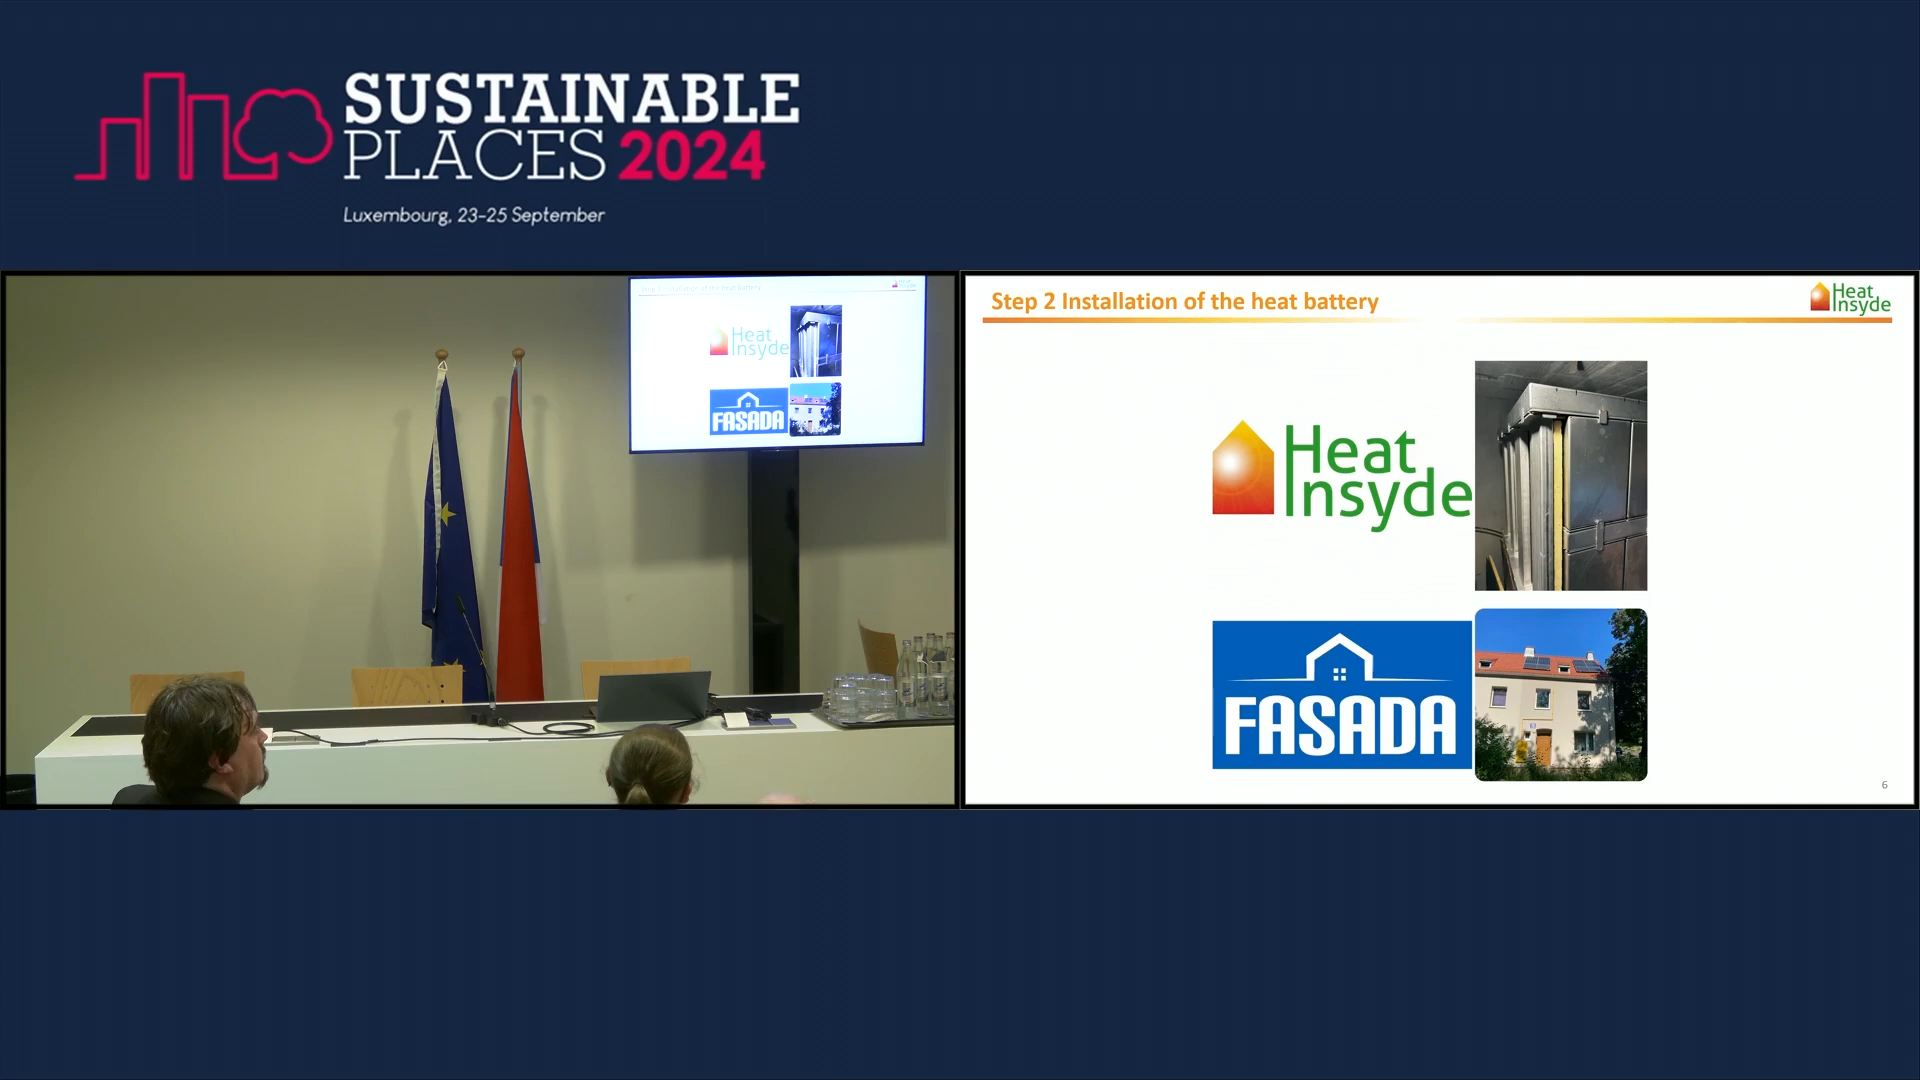 SUSTAINABLE
PLACES 2024
Luxembourg, 23-25 September
Heat
Insyde
FASADA
Step 2 Installation of the heat battery
Heat
Insyde
Heat
Insyde
FASADA
6